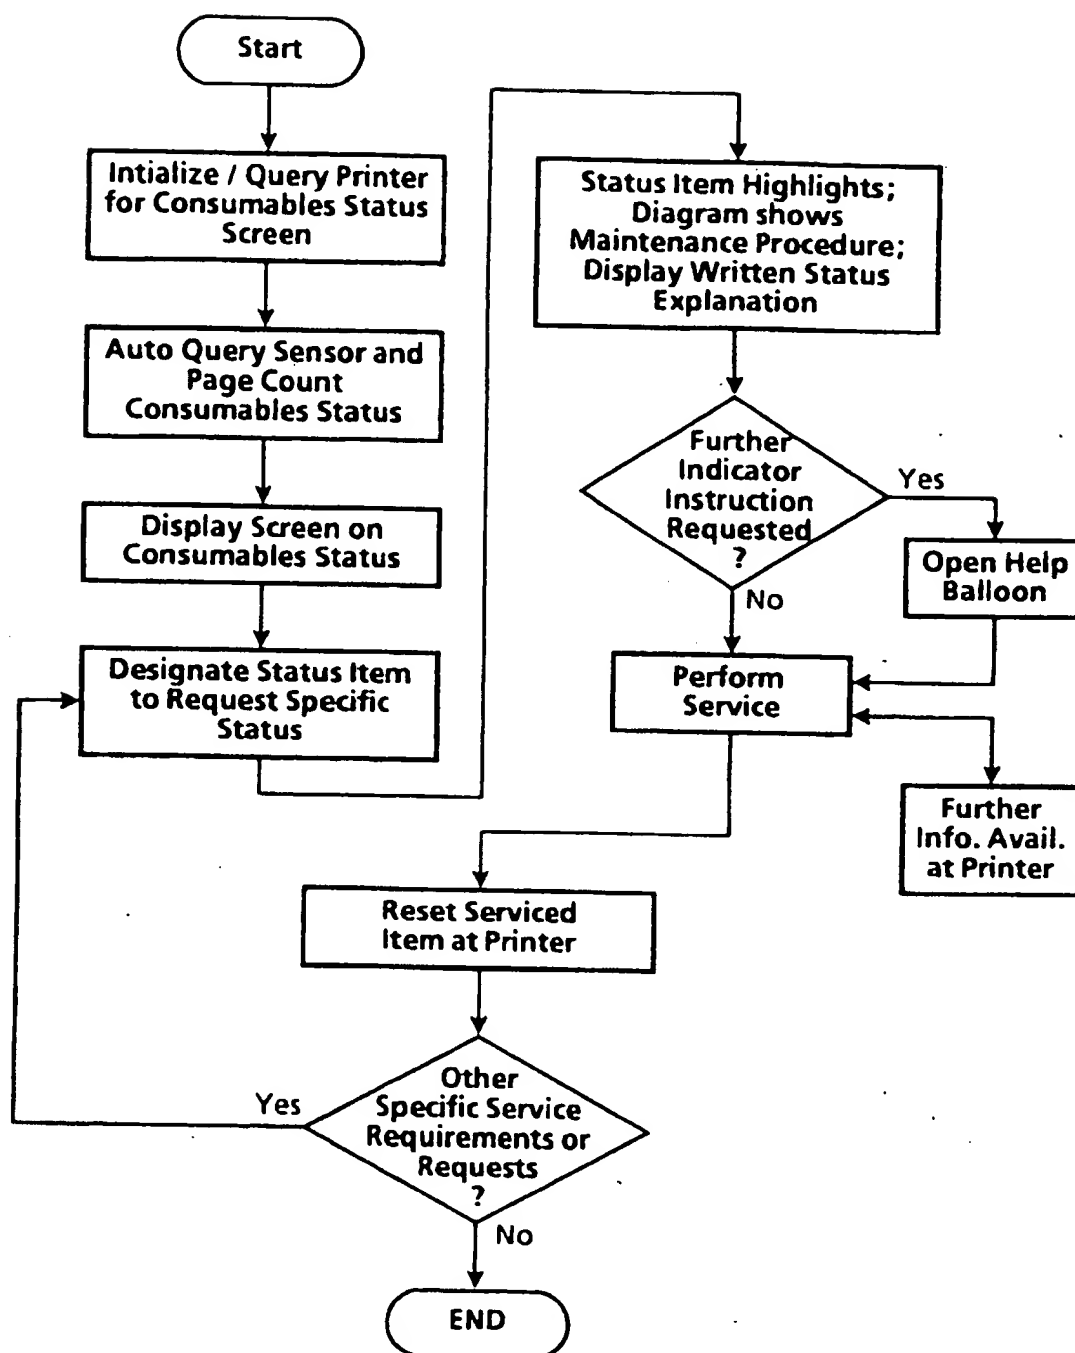 Start
Intialize / Query Printer
for Consumables Status
Screen
Auto Query Sensor and
Page Count
Consumables Status
Display Screen on
Consumables Status
Designate Status Item
to Request Specific
Status
Status Item Highlights;
Diagram shows
Maintenance Procedure;
Display Written Status
Explanation
Further
Indicator
Instruction
Requested
?
Yes
No
Open Help
Balloon
Perform
Service
Further
Info. Avail.
at Printer
Reset Serviced
Item at Printer
Other
Specific Service
Requirements or
Requests
?
Yes
No
END